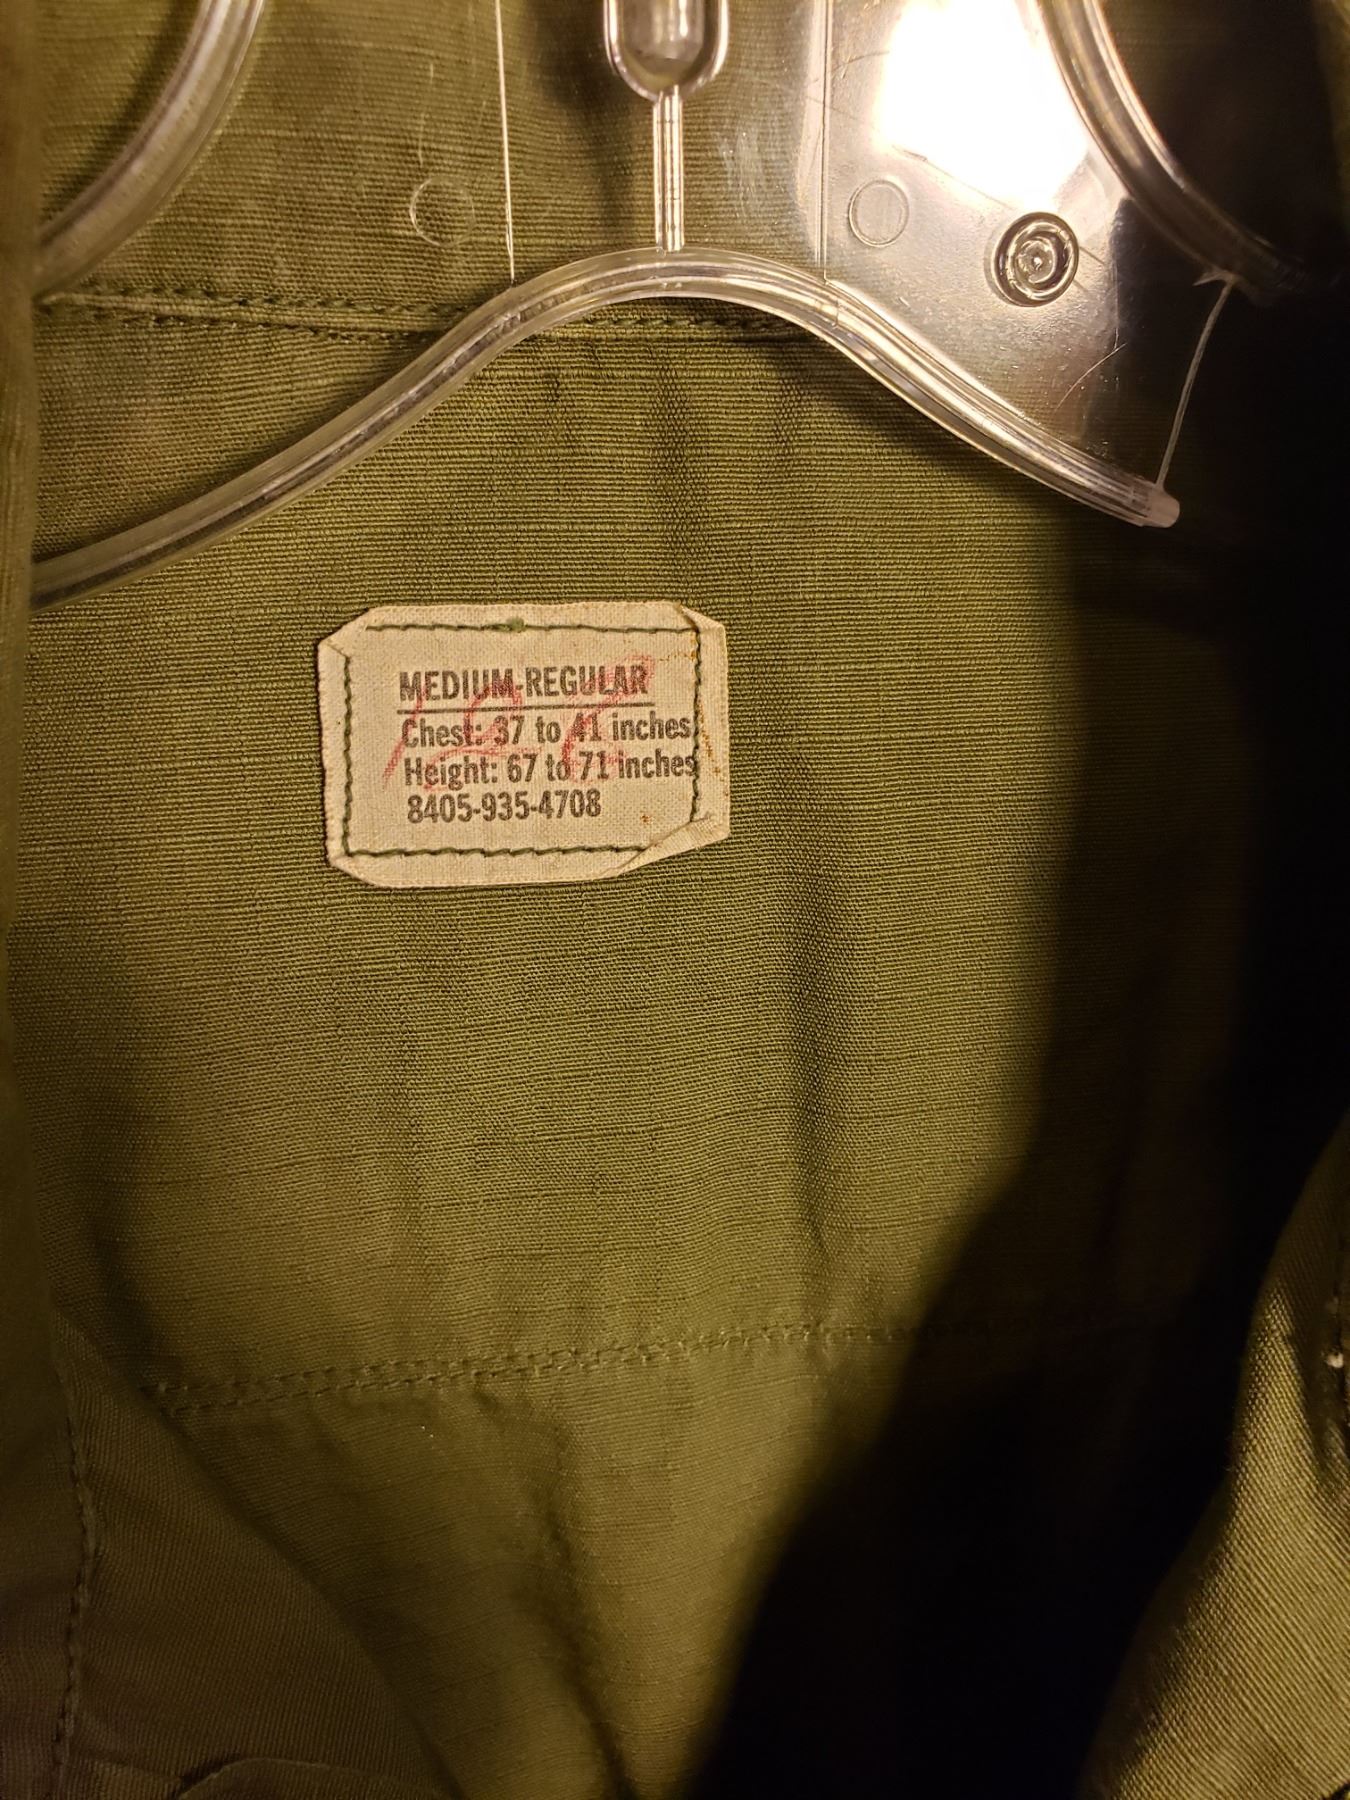 MEDIUM-REGULAR
Chest: 37 to 41 inches
Height: 67 to 71 inches
8405-935-4708